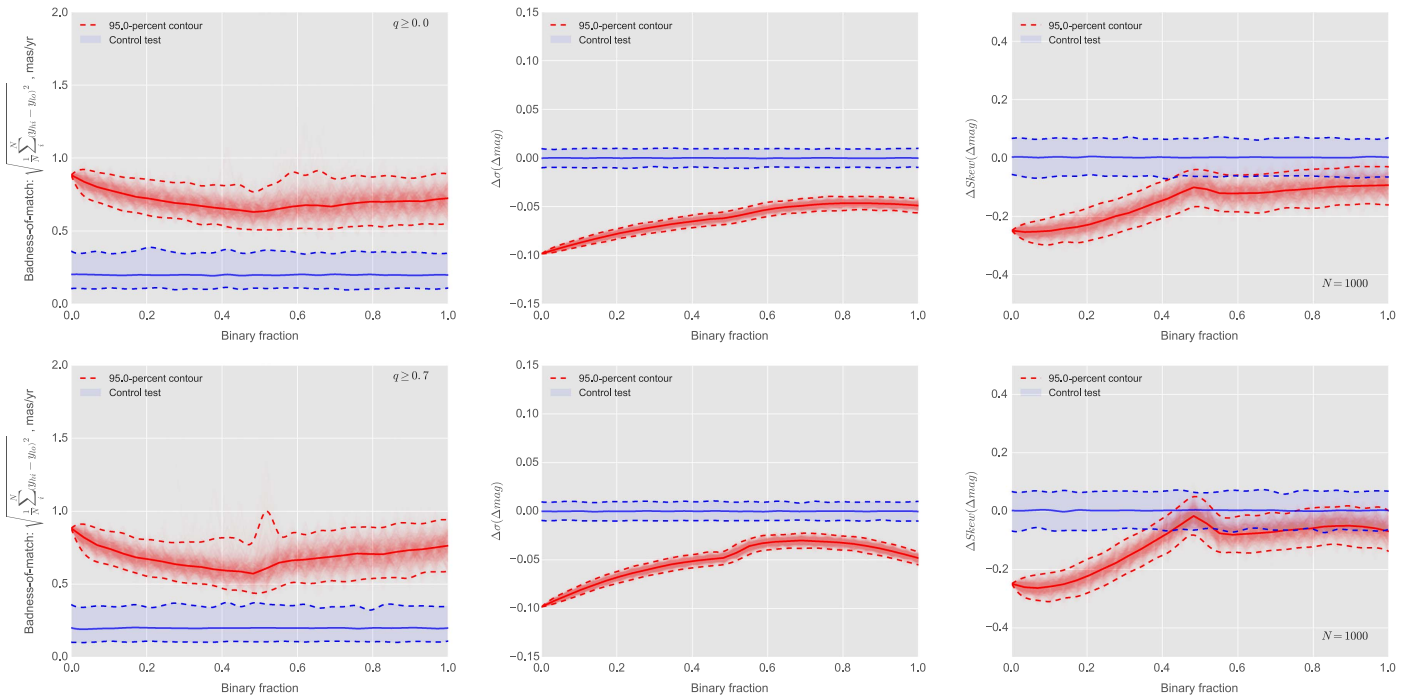 2.0
1.5
1.0
0.5
0.0
95.0-percent contour
Control test
q ≥ 0.0
Badness-of-match: √(1/N ∑_i^N (y_hi − y_lo)^2) , mas/yr
0.0 0.2 0.4 0.6 0.8 1.0
Binary fraction
0.15
0.10
0.05
0.00
−0.05
−0.10
−0.15
95.0-percent contour
Control test
Δσ(Δmag)
0.0 0.2 0.4 0.6 0.8 1.0
Binary fraction
0.4
0.2
0.0
−0.2
−0.4
95.0-percent contour
Control test
ΔSkew(Δmag)
N = 1000
0.0 0.2 0.4 0.6 0.8 1.0
Binary fraction
2.0
1.5
1.0
0.5
0.0
95.0-percent contour
Control test
q ≥ 0.7
Badness-of-match: √(1/N ∑_i^N (y_hi − y_lo)^2) , mas/yr
0.0 0.2 0.4 0.6 0.8 1.0
Binary fraction
0.15
0.10
0.05
0.00
−0.05
−0.10
−0.15
95.0-percent contour
Control test
Δσ(Δmag)
0.0 0.2 0.4 0.6 0.8 1.0
Binary fraction
0.4
0.2
0.0
−0.2
−0.4
95.0-percent contour
Control test
ΔSkew(Δmag)
N = 1000
0.0 0.2 0.4 0.6 0.8 1.0
Binary fraction